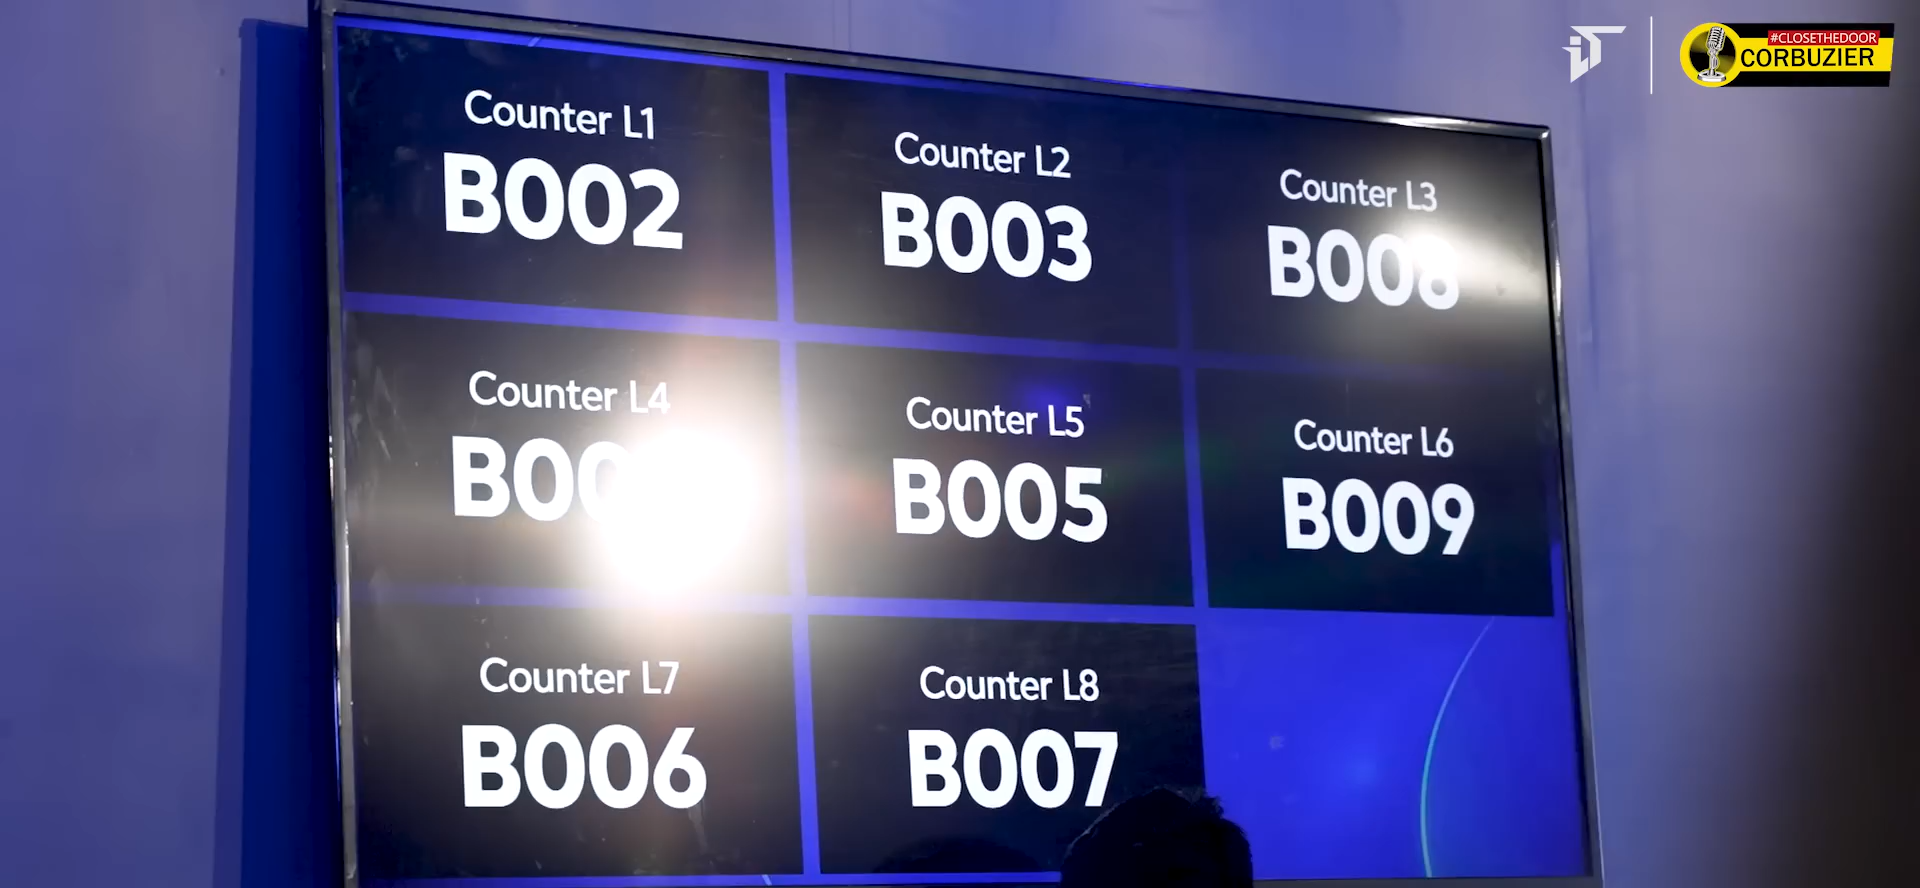 #CLOSETHEDOOR
CORBUZIER
Counter L1
B002
Counter L2
B003
Counter L3
B008
Counter L4
Counter L5
B005
Counter L6
B009
Counter L7
B006
Counter L8
B007